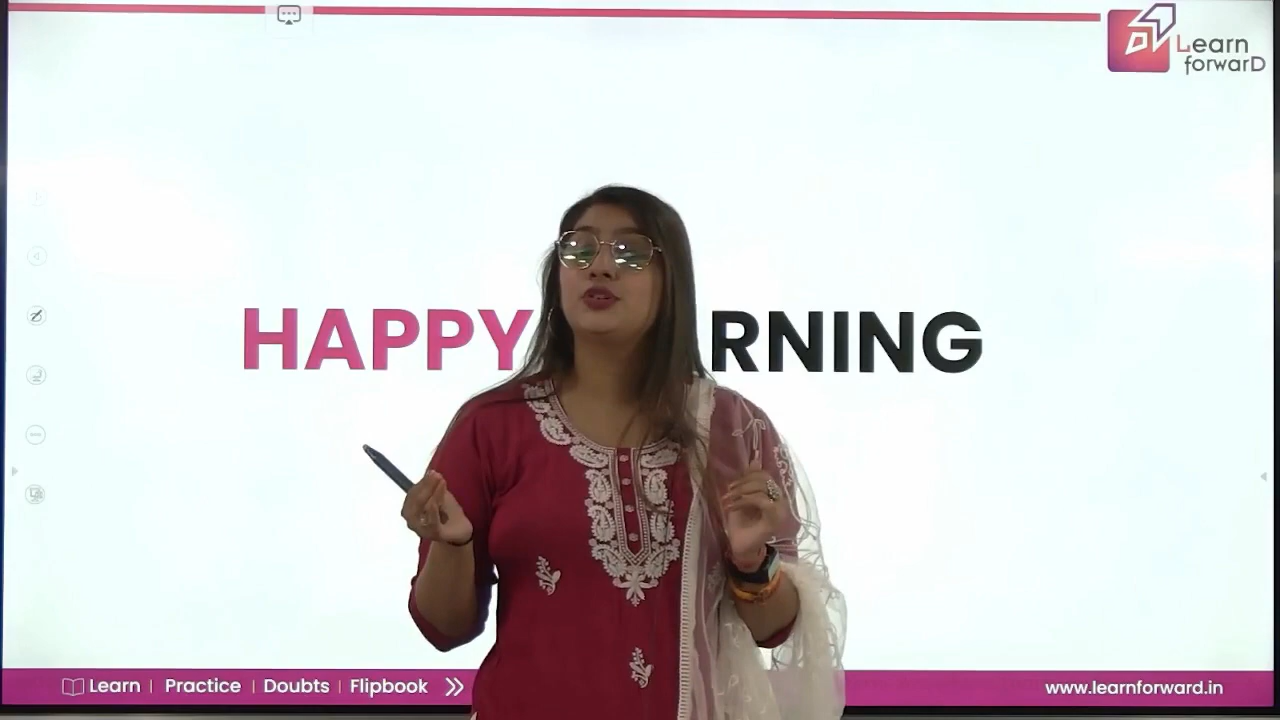 Learn
forwarD
HAPPY RNING
Learn | Practice | Doubts | Flipbook
www.learnforward.in